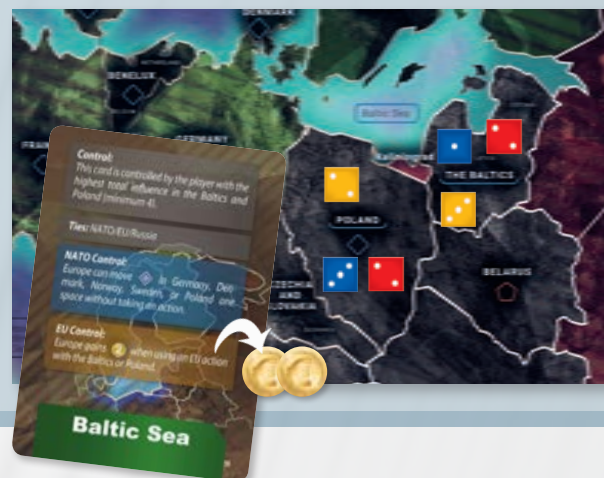 DENMARK
BENELUX
GERMANY
Baltic Sea
Kaliningrad
THE BALTICS
POLAND
BELARUS
CZECHIA
AND
SLOVAKIA
Control:
This card is controlled by the player with the
highest total influence in the Baltics and
Poland (minimum 4).
Ties: NATO/EU/Russia
NATO Control:
Europe can move in Germany, Den-
mark, Norway, Sweden, or Poland one
space without taking an action.
EU Control:
Europe gains 2 when using an EU action
with the Baltics or Poland.
Baltic Sea